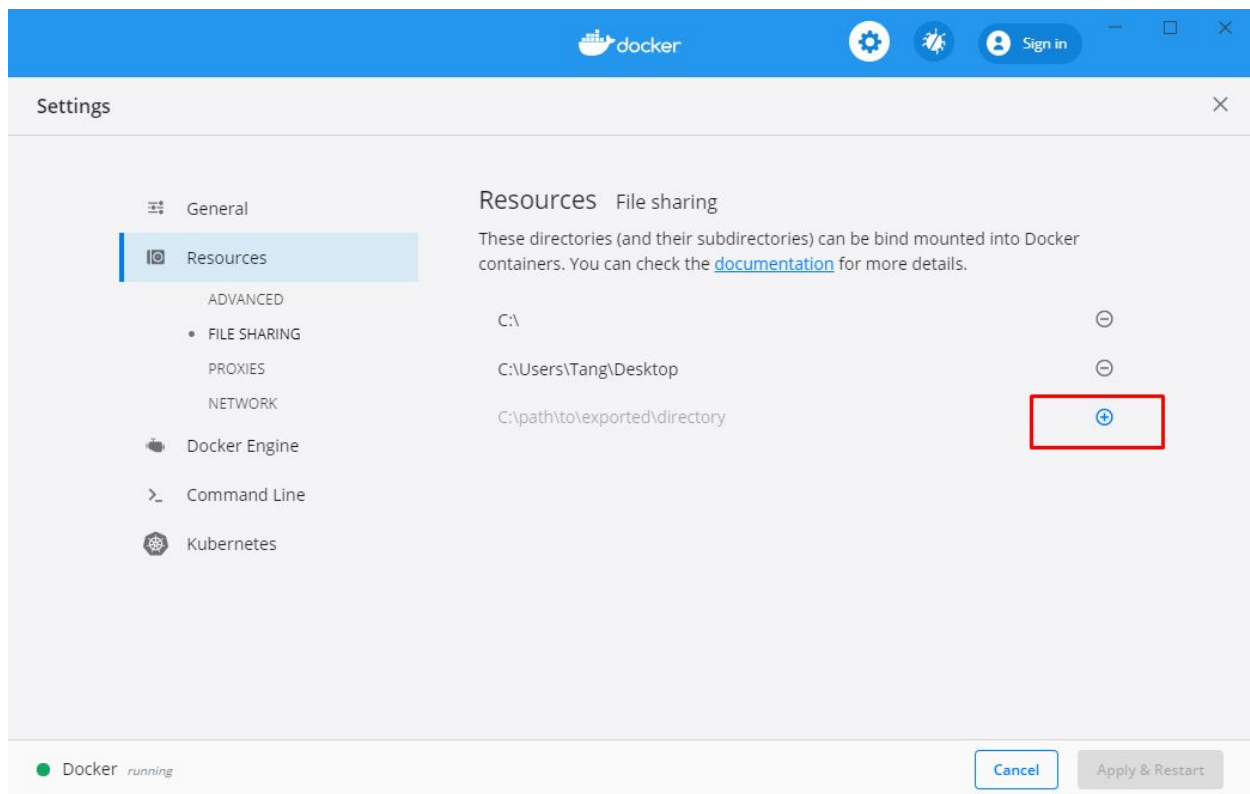 docker
Sign in
Settings
General
Resources
ADVANCED
FILE SHARING
PROXIES
NETWORK
Docker Engine
Command Line
Kubernetes
Resources File sharing
These directories (and their subdirectories) can be bind mounted into Docker
containers. You can check the documentation for more details.
C:\
C:\Users\Tang\Desktop
C:\path\to\exported\directory
Docker running
Cancel
Apply & Restart